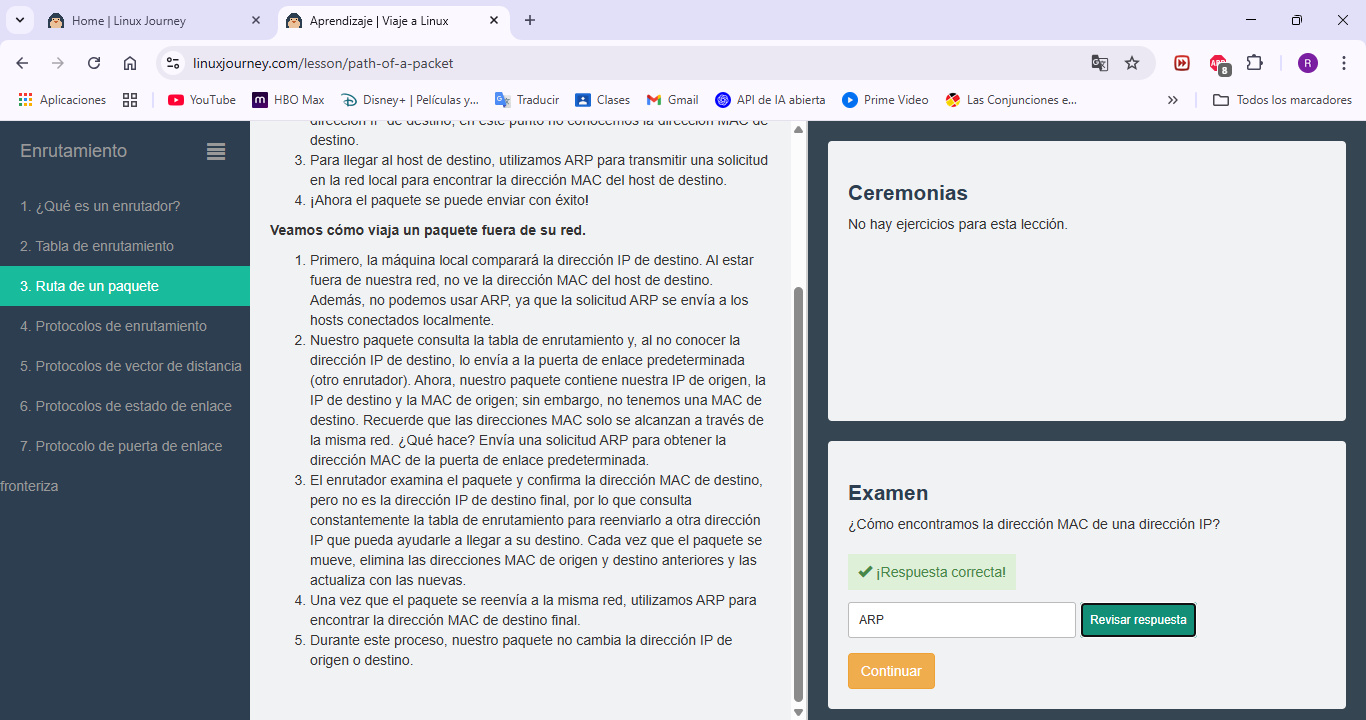 Home | Linux Journey
Aprendizaje | Viaje a Linux
linuxjourney.com/lesson/path-of-a-packet
8
R
Aplicaciones
YouTube
HBO Max
Disney+ | Películas y...
Traducir
Clases
Gmail
API de IA abierta
Prime Video
Las Conjunciones e...
Todos los marcadores
Enrutamiento
1. ¿Qué es un enrutador?
2. Tabla de enrutamiento
3. Ruta de un paquete
4. Protocolos de enrutamiento
5. Protocolos de vector de distancia
6. Protocolos de estado de enlace
7. Protocolo de puerta de enlace
fronteriza
dirección IP de destino, en este punto no conocemos la dirección MAC de
destino.
3. Para llegar al host de destino, utilizamos ARP para transmitir una solicitud
en la red local para encontrar la dirección MAC del host de destino.
4. ¡Ahora el paquete se puede enviar con éxito!
Veamos cómo viaja un paquete fuera de su red.
1. Primero, la máquina local comparará la dirección IP de destino. Al estar
fuera de nuestra red, no ve la dirección MAC del host de destino.
Además, no podemos usar ARP, ya que la solicitud ARP se envía a los
hosts conectados localmente.
2. Nuestro paquete consulta la tabla de enrutamiento y, al no conocer la
dirección IP de destino, lo envía a la puerta de enlace predeterminada
(otro enrutador). Ahora, nuestro paquete contiene nuestra IP de origen, la
IP de destino y la MAC de origen; sin embargo, no tenemos una MAC de
destino. Recuerde que las direcciones MAC solo se alcanzan a través de
la misma red. ¿Qué hace? Envía una solicitud ARP para obtener la
dirección MAC de la puerta de enlace predeterminada.
3. El enrutador examina el paquete y confirma la dirección MAC de destino,
pero no es la dirección IP de destino final, por lo que consulta
constantemente la tabla de enrutamiento para reenviarlo a otra dirección
IP que pueda ayudarle a llegar a su destino. Cada vez que el paquete se
mueve, elimina las direcciones MAC de origen y destino anteriores y las
actualiza con las nuevas.
4. Una vez que el paquete se reenvía a la misma red, utilizamos ARP para
encontrar la dirección MAC de destino final.
5. Durante este proceso, nuestro paquete no cambia la dirección IP de
origen o destino.
Ceremonias
No hay ejercicios para esta lección.
Examen
¿Cómo encontramos la dirección MAC de una dirección IP?
¡Respuesta correcta!
ARP
Revisar respuesta
Continuar